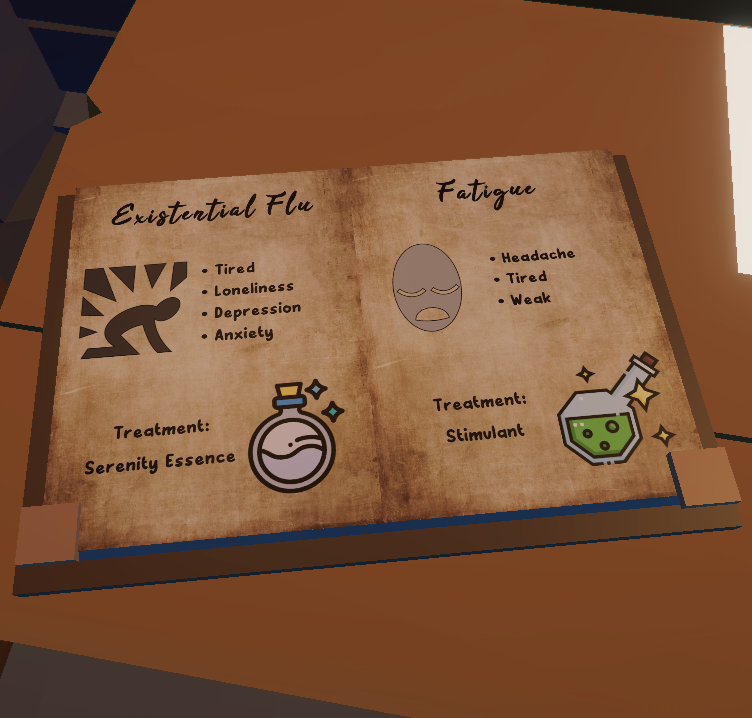 Existential Flu
• Tired
• Loneliness
• Depression
• Anxiety
Treatment:
Serenity Essence
Fatigue
• Headache
• Tired
• Weak
Treatment:
Stimulant